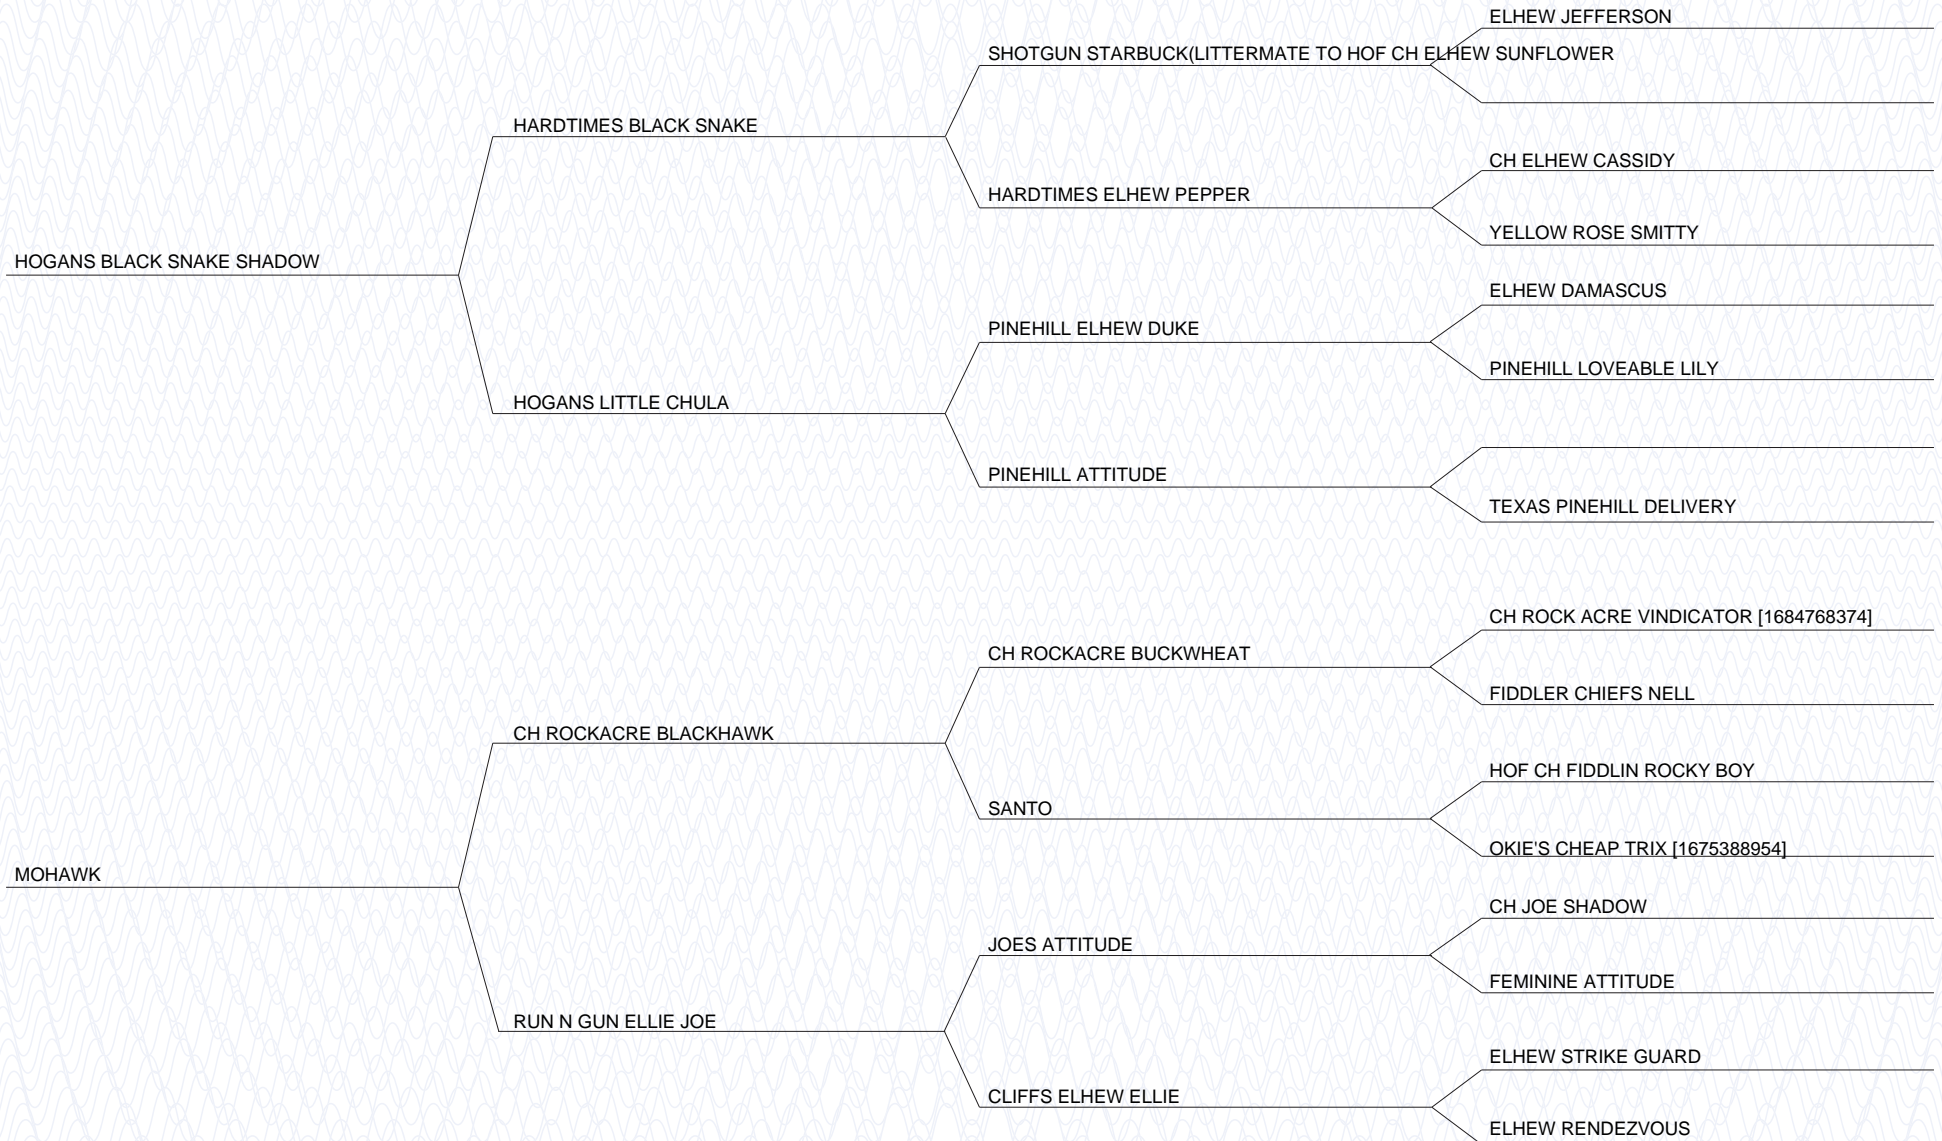 ELHEW JEFFERSON
SHOTGUN STARBUCK(LITTERMATE TO HOF CH ELHEW SUNFLOWER
HARDTIMES BLACK SNAKE
CH ELHEW CASSIDY
HARDTIMES ELHEW PEPPER
YELLOW ROSE SMITTY
HOGANS BLACK SNAKE SHADOW
ELHEW DAMASCUS
PINEHILL ELHEW DUKE
PINEHILL LOVEABLE LILY
HOGANS LITTLE CHULA
PINEHILL ATTITUDE
TEXAS PINEHILL DELIVERY
CH ROCK ACRE VINDICATOR [1684768374]
CH ROCKACRE BUCKWHEAT
FIDDLER CHIEFS NELL
CH ROCKACRE BLACKHAWK
HOF CH FIDDLIN ROCKY BOY
SANTO
OKIE'S CHEAP TRIX [1675388954]
MOHAWK
CH JOE SHADOW
JOES ATTITUDE
FEMININE ATTITUDE
RUN N GUN ELLIE JOE
ELHEW STRIKE GUARD
CLIFFS ELHEW ELLIE
ELHEW RENDEZVOUS